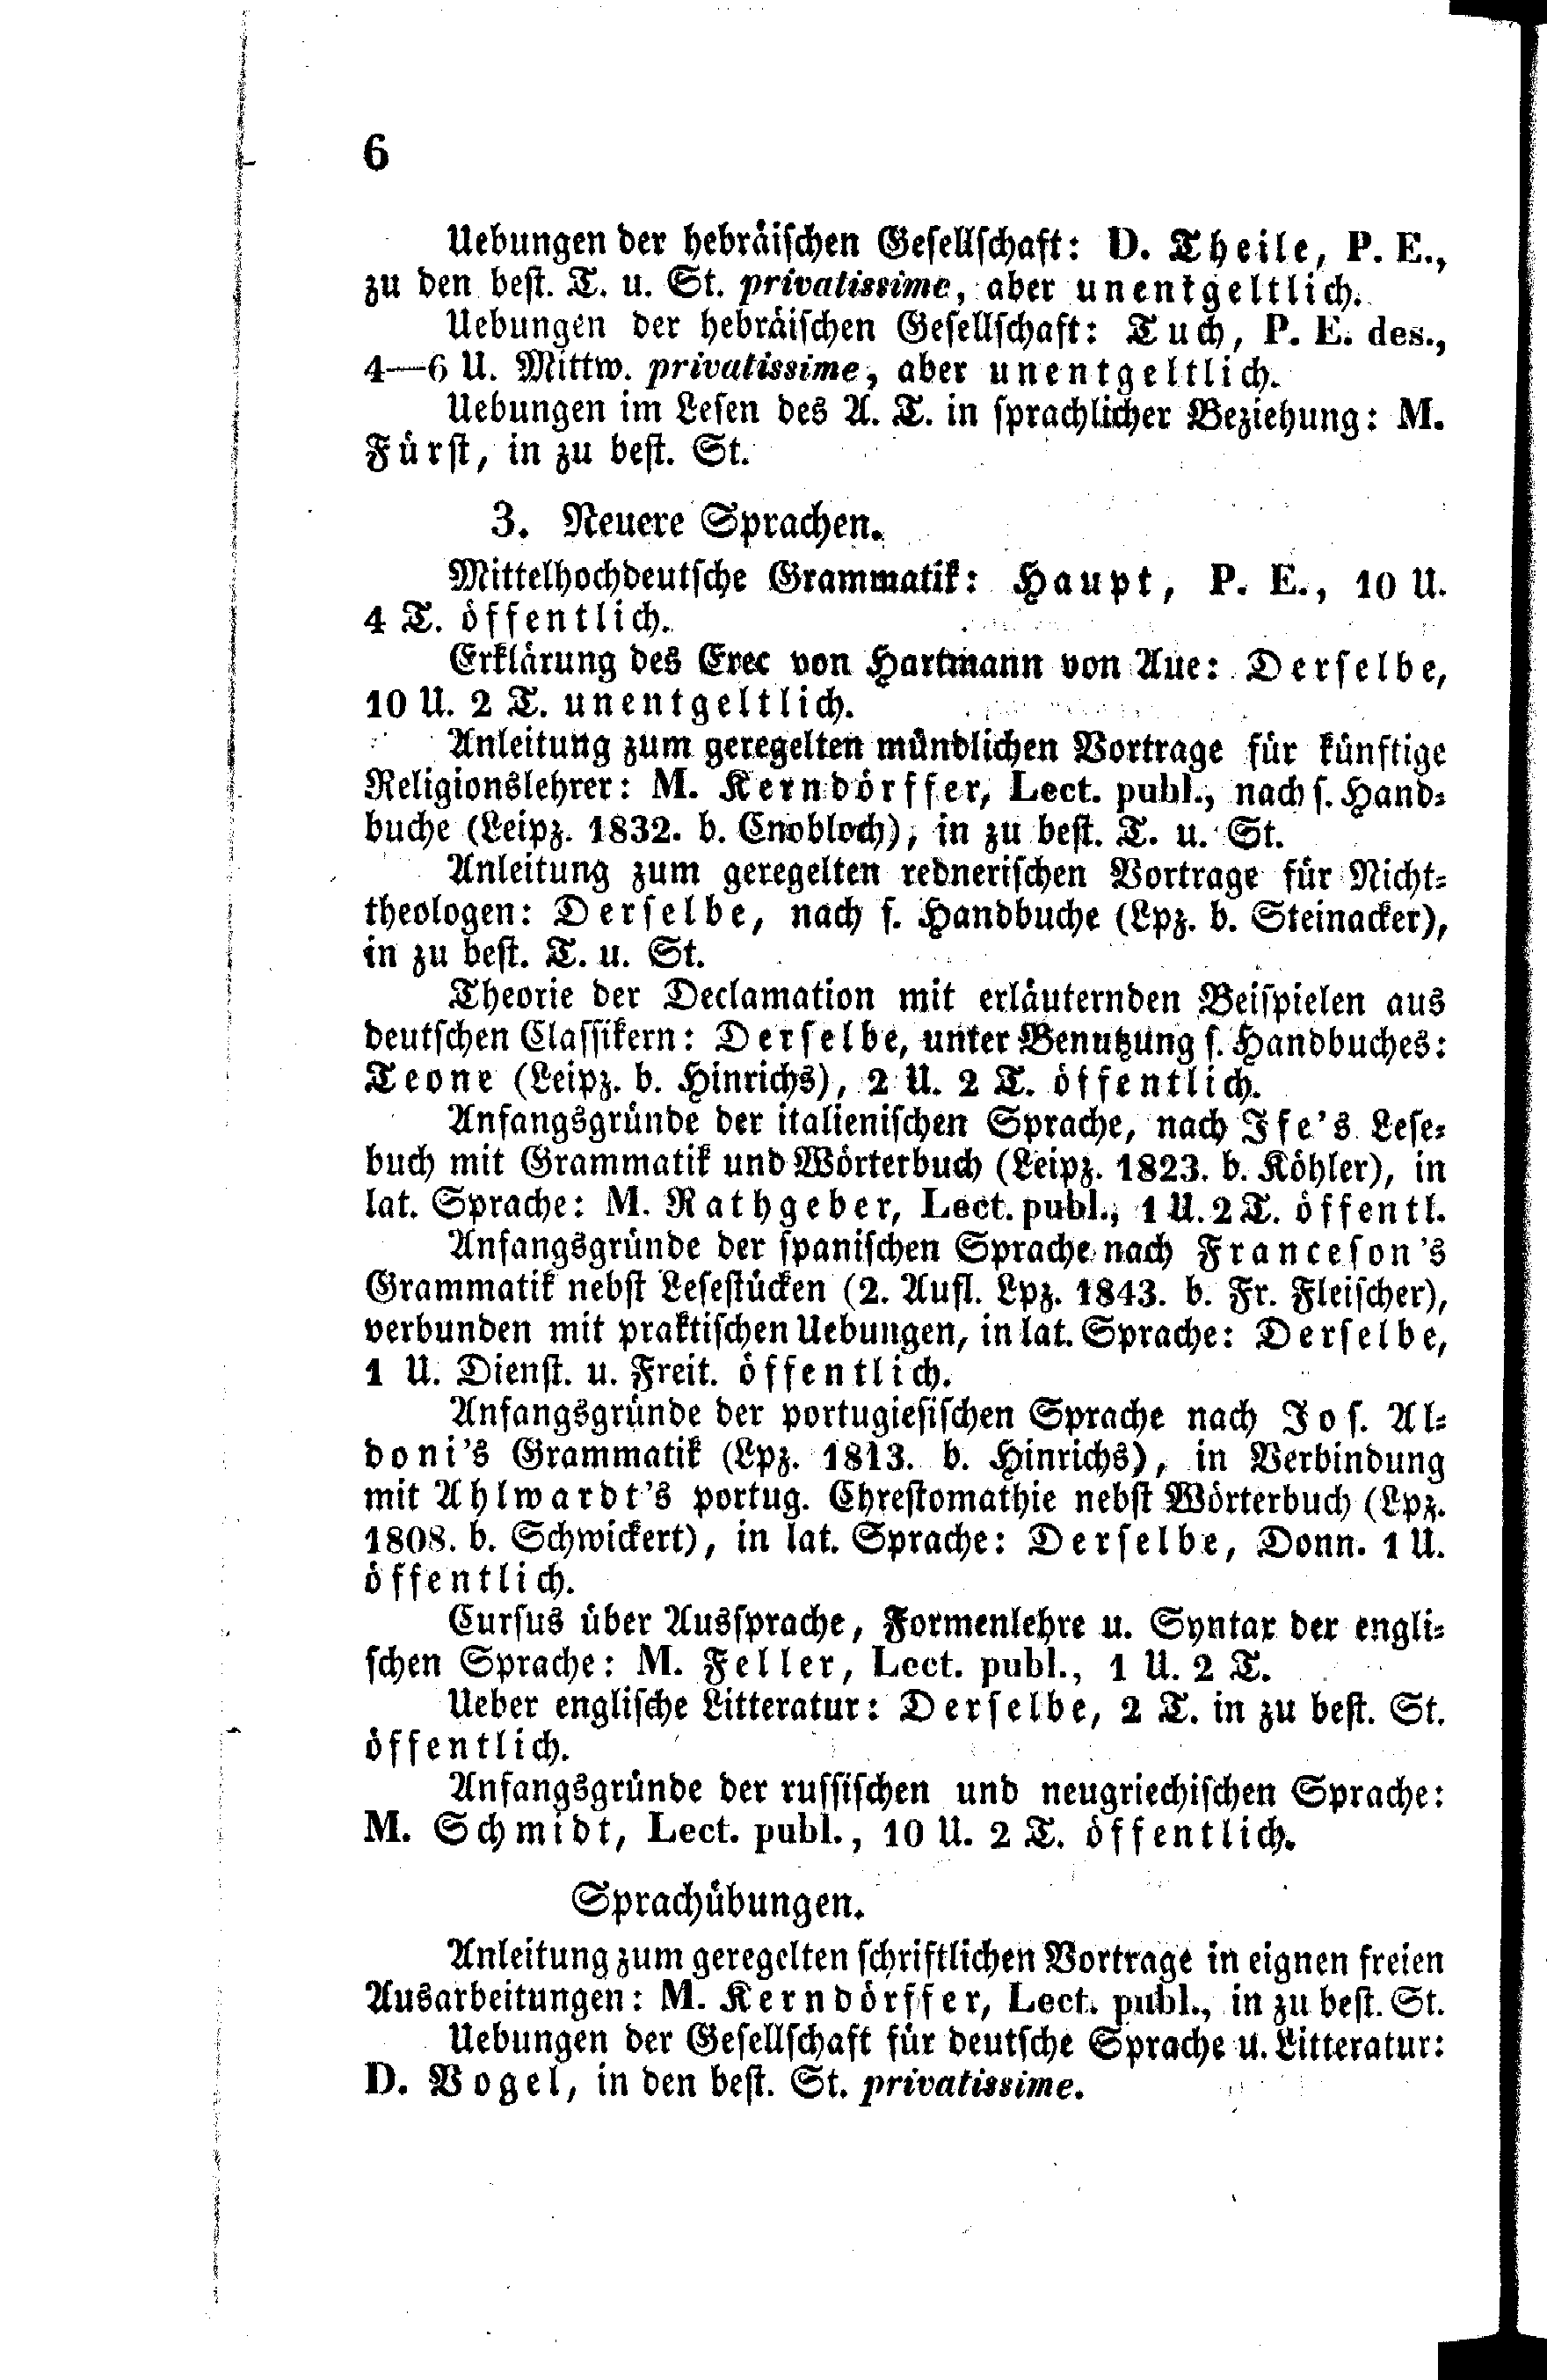 6
Uebungen der hebräischen Gesellschaft: D. Theile, P. E.,
zu den best. T. u. St. privatissime, aber unentgeltlich.
Uebungen der hebräischen Gesellschaft: Tuch, P. E. des.,
4—6 U. Mittw. privatissime, aber unentgeltlich.
Uebungen im Lesen des A. T. in sprachlicher Beziehung: M.
Fürst, in zu best. St.
3. Neuere Sprachen.
Mittelhochdeutsche Grammatik: Haupt, P. E., 10 U.
4 T. öffentlich.
Erklärung des Erec von Hartmann von Aue: Derselbe,
10 U. 2 T. unentgeltlich.
Anleitung zum geregelten mündlichen Vortrage für künftige
Religionslehrer: M. Kerndörffer, Lect. publ., nach s. Hand-
buche (Leipz. 1832. b. Cnobloch), in zu best. T. u. St.
Anleitung zum geregelten rednerischen Vortrage für Nicht-
theologen: Derselbe, nach s. Handbuche (Lpz. b. Steinacker),
in zu best. T. u. St.
Theorie der Declamation mit erläuternden Beispielen aus
deutschen Classikern: Derselbe, unter Benutzung s. Handbuches:
Teone (Leipz. b. Hinrichs), 2 U. 2 T. öffentlich.
Anfangsgründe der italienischen Sprache, nach Ife's Lese-
buch mit Grammatik und Wörterbuch (Leipz. 1823. b. Köhler), in
lat. Sprache: M. Rathgeber, Lect. publ., 1 U. 2 T. öffentl.
Anfangsgründe der spanischen Sprache nach Franceson's
Grammatik nebst Lesestücken (2. Aufl. Lpz. 1843. b. Fr. Fleischer),
verbunden mit praktischen Uebungen, in lat. Sprache: Derselbe,
1 U. Dienst. u. Freit. öffentlich.
Anfangsgründe der portugiesischen Sprache nach Jos. Al-
doni's Grammatik (Lpz. 1813. b. Hinrichs), in Verbindung
mit Ahlwardt's portug. Chrestomathie nebst Wörterbuch (Lpz.
1808. b. Schwickert), in lat. Sprache: Derselbe, Donn. 1 U.
öffentlich.
Cursus über Aussprache, Formenlehre u. Syntax der engli-
schen Sprache: M. Feller, Lect. publ., 1 U. 2 T.
Ueber englische Litteratur: Derselbe, 2 T. in zu best. St.
öffentlich.
Anfangsgründe der russischen und neugriechischen Sprache:
M. Schmidt, Lect. publ., 10 U. 2 T. öffentlich.
Sprachübungen.
Anleitung zum geregelten schriftlichen Vortrage in eignen freien
Ausarbeitungen: M. Kerndörffer, Lect. publ., in zu best. St.
Uebungen der Gesellschaft für deutsche Sprache u. Litteratur:
D. Vogel, in den best. St. privatissime.